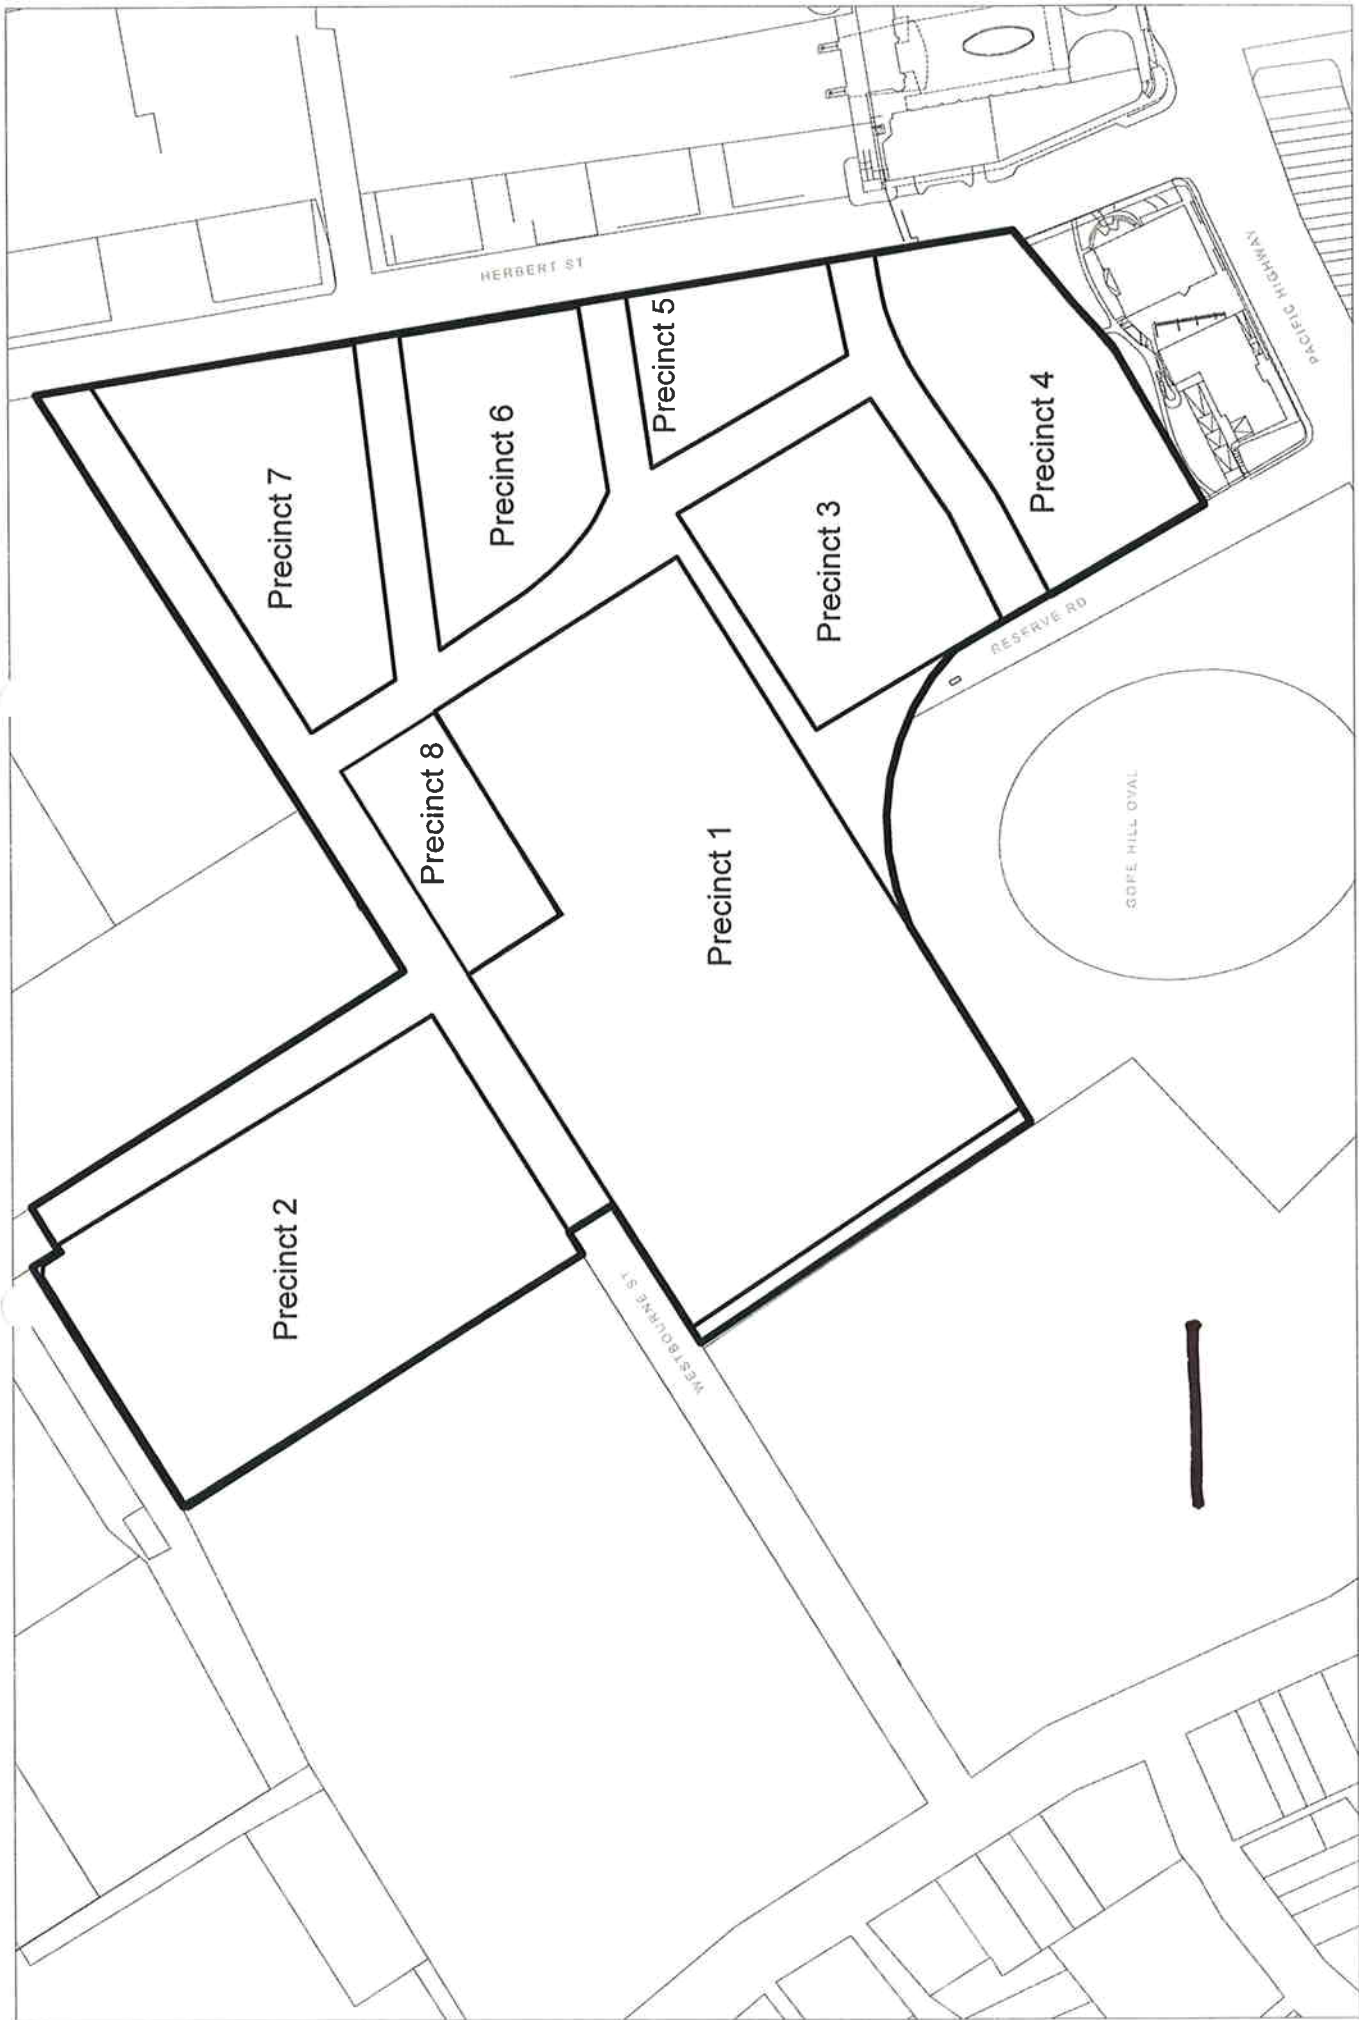 HERBERT ST
PACIFIC HIGHWAY
Precinct 5
Precinct 6
Precinct 4
Precinct 7
Precinct 3
RESERVE RD
Precinct 8
Precinct 1
GORE HILL OVAL
Precinct 2
WESTBOURNE ST